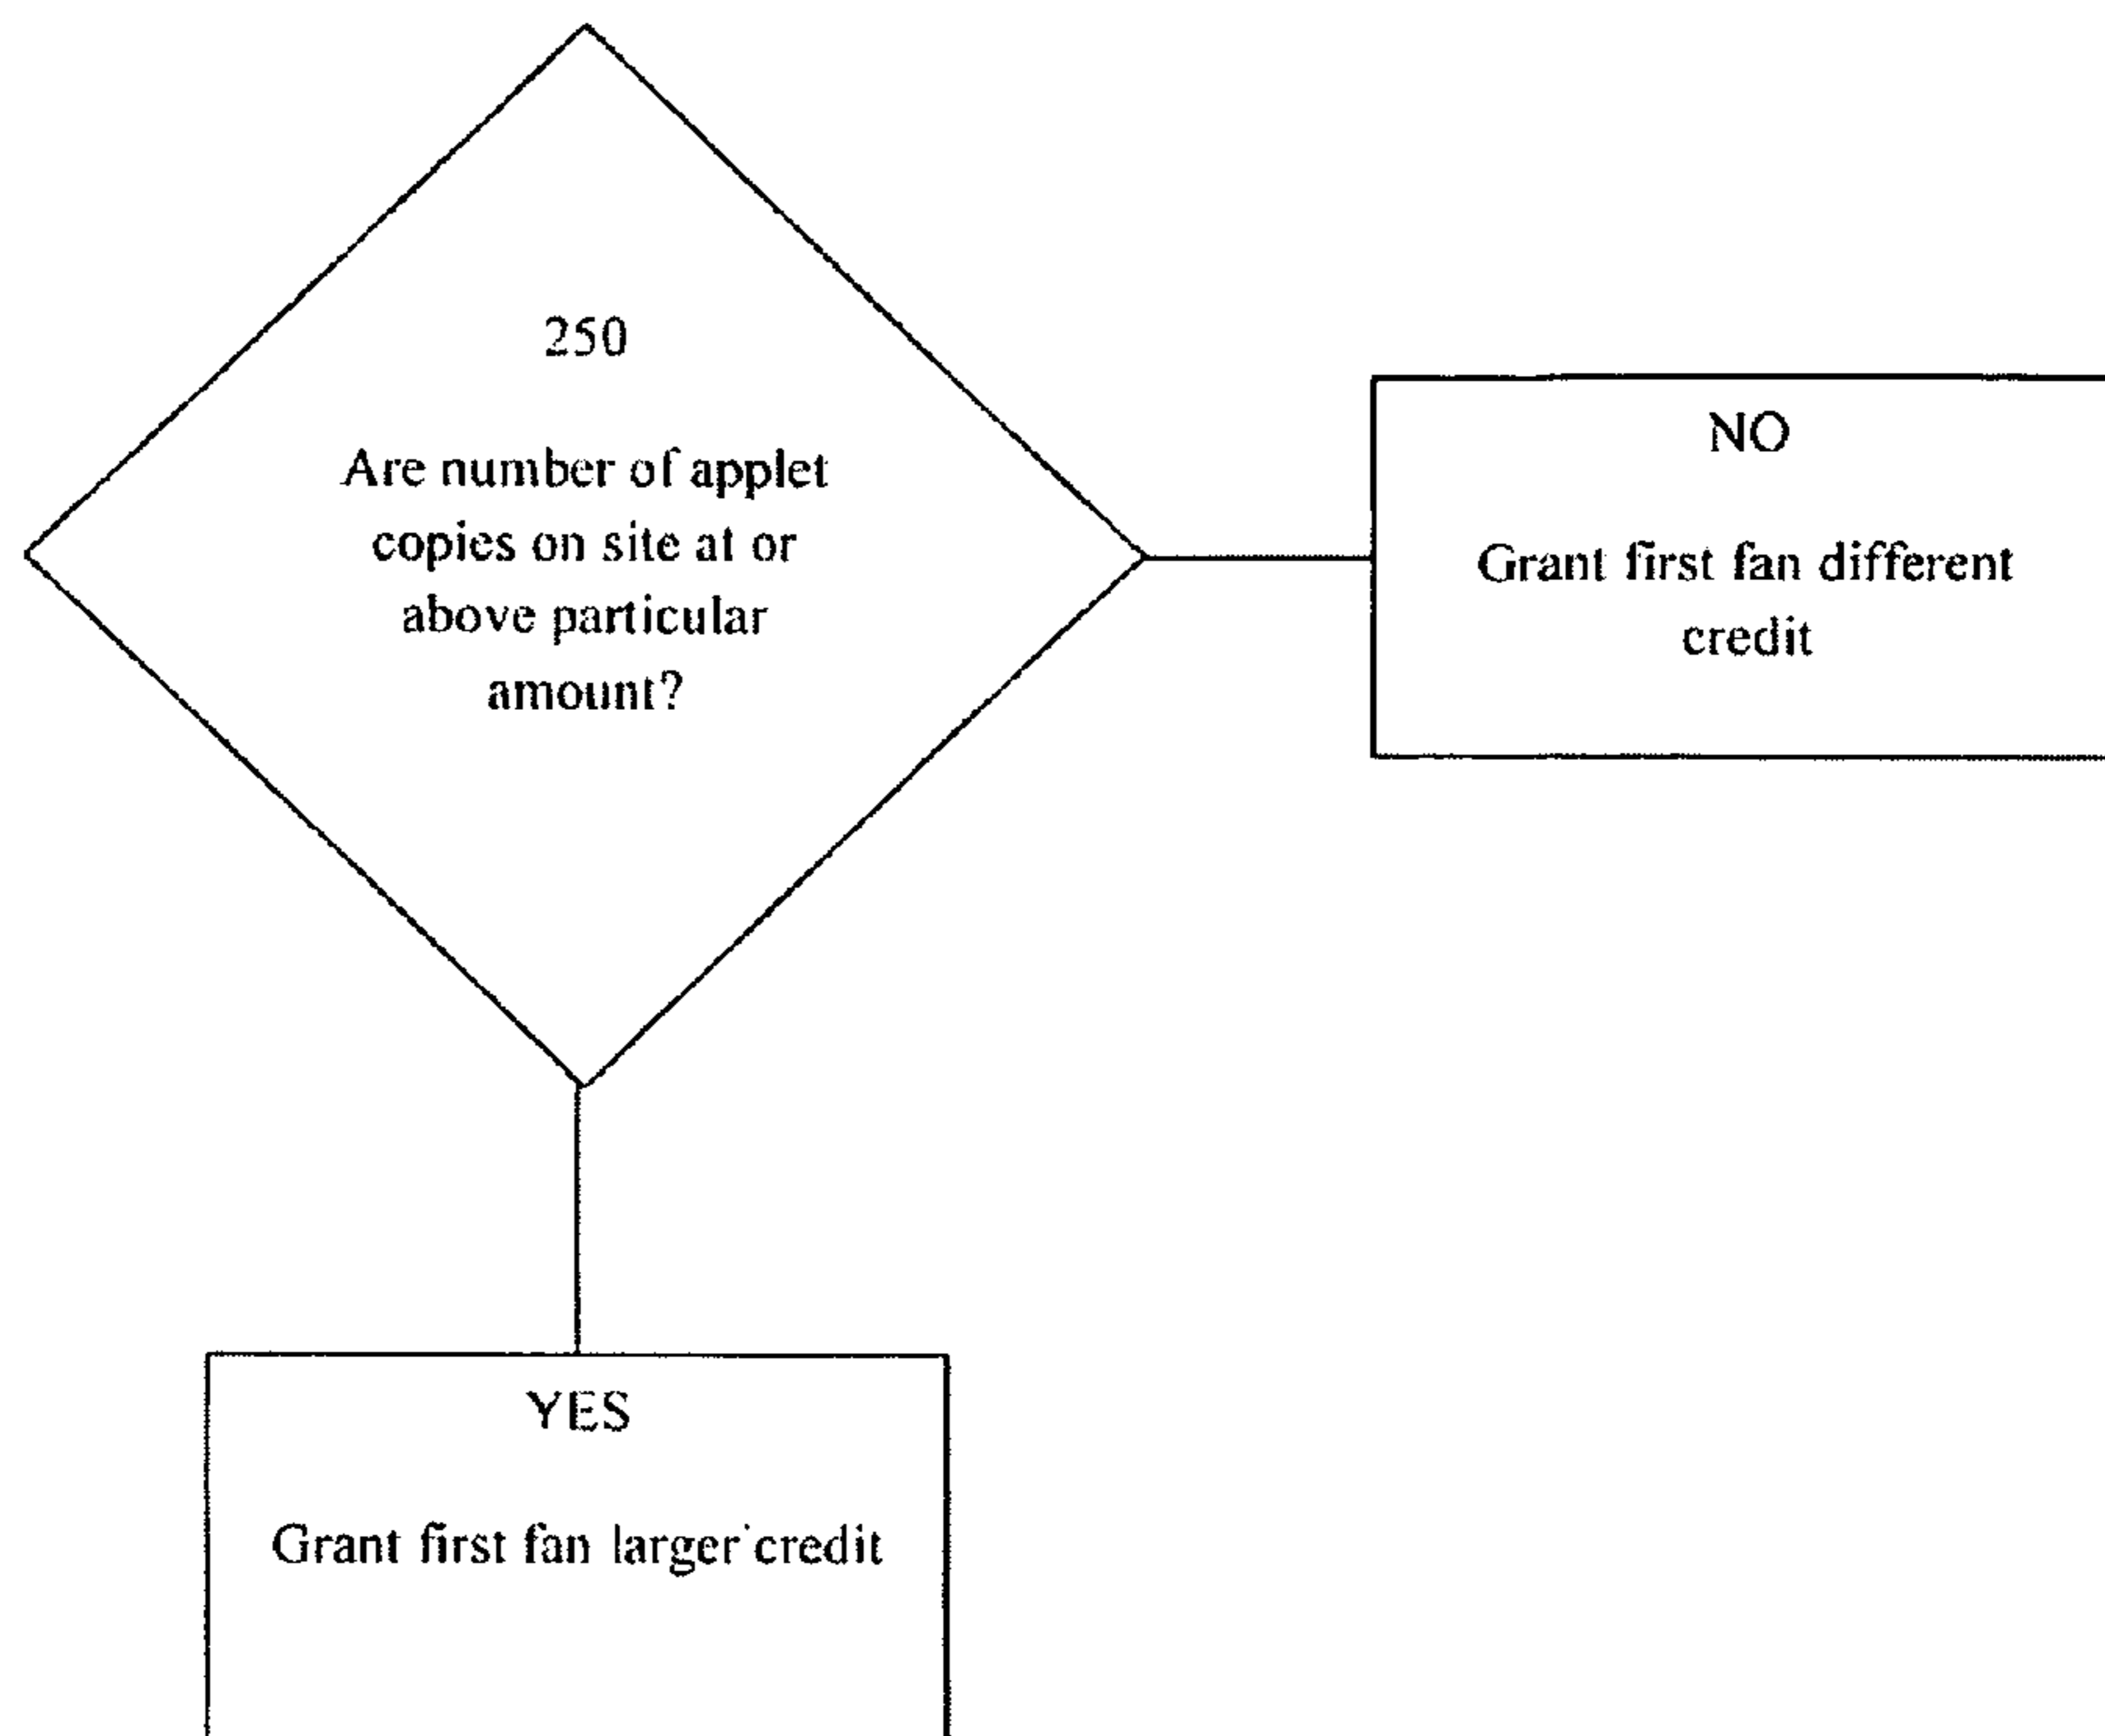 250
Are number of applet
copies on site at or
above particular
amount?
NO
Grant first fan different
credit
YES
Grant first fan larger credit